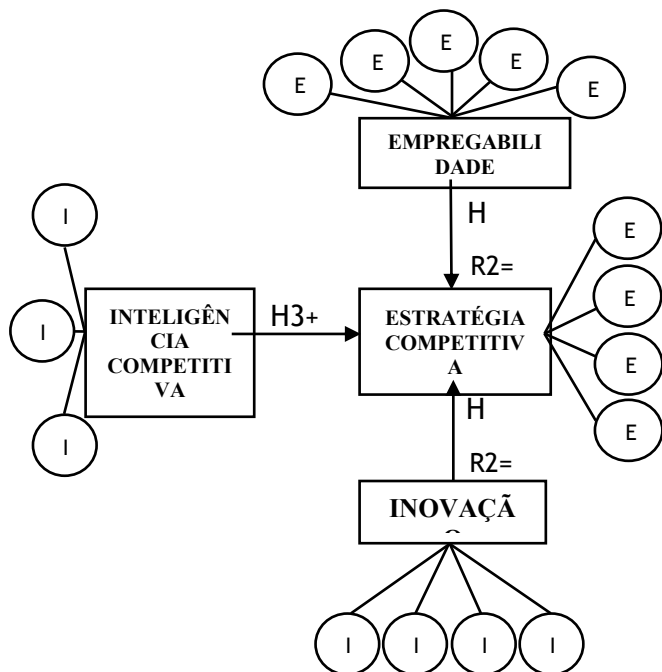 E
E
E
E
E
EMPREGABILI
DADE
H
R2=
I
I
I
INTELIGÊN
CIA
COMPETITI
VA
H3+
ESTRATÉGIA
COMPETITIV
A
E
E
E
E
H
R2=
INOVAÇÃ
I
I
I
I